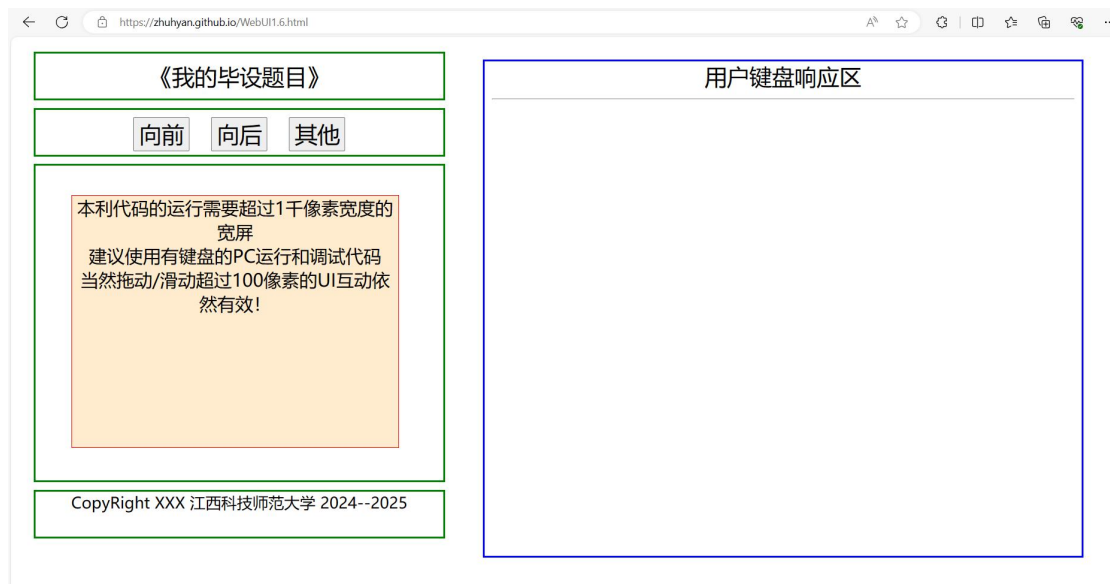 https://zhuhyan.github.io/WebUI1.6.html
《我的毕设题目》
向前 向后 其他
本利代码的运行需要超过1千像素宽度的
宽屏
建议使用有键盘的PC运行和调试代码
当然拖动/滑动超过100像素的UI互动依
然有效!
CopyRight XXX 江西科技师范大学 2024--2025
用户键盘响应区